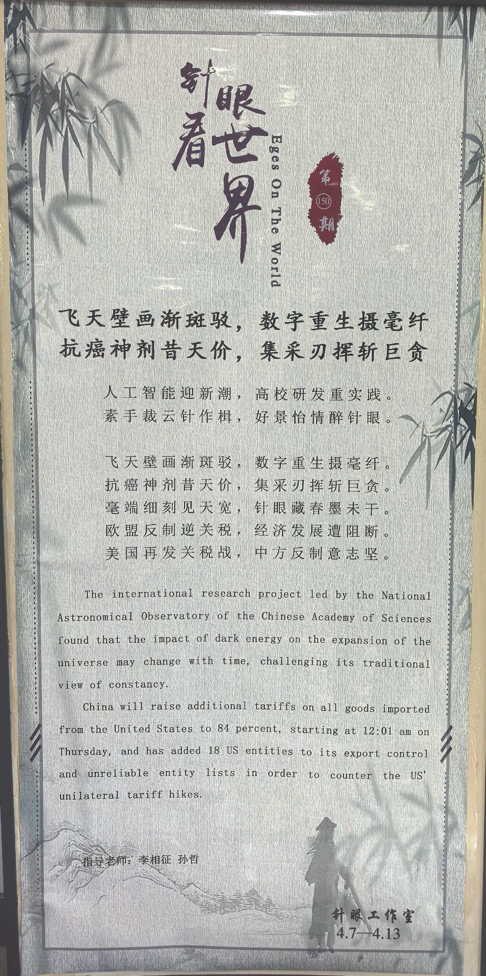 针眼看世界
Eges On The World
第
150
期
飞天壁画渐斑驳，数字重生摄毫纤
抗癌神剂昔天价，集采刃挥斩巨贪
人工智能迎新潮，高校研发重实践。
素手裁云针作楫，好景怡情醉针眼。
飞天壁画渐斑驳，数字重生摄毫纤。
抗癌神剂昔天价，集采刃挥斩巨贪。
毫端细刻见天宽，针眼藏春墨未干。
欧盟反制逆关税，经济发展遭阻断。
美国再发关税战，中方反制意志坚。
The international research project led by the National
Astronomical Observatory of the Chinese Academy of Sciences
found that the impact of dark energy on the expansion of the
universe may change with time, challenging its traditional
view of constancy.
China will raise additional tariffs on all goods imported
from the United States to 84 percent, starting at 12:01 am on
Thursday, and has added 18 US entities to its export control
and unreliable entity lists in order to counter the US'
unilateral tariff hikes.
指导老师：李相征 孙哲
针眼工作室
4.7—4.13